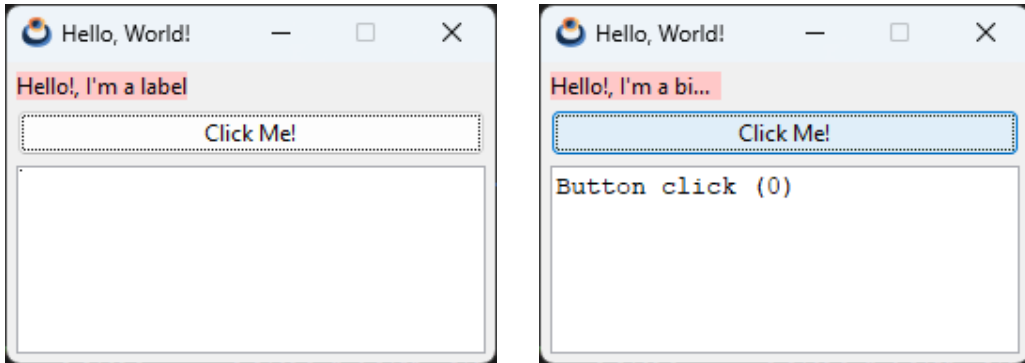 Hello, World!
Hello!, I'm a label
Click Me!
Hello, World!
Hello!, I'm a bi...
Click Me!
Button click (0)